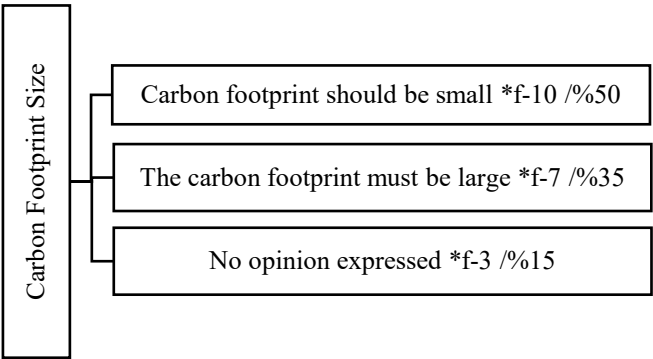 Carbon Footprint Size
Carbon footprint should be small *f-10 /%50
The carbon footprint must be large *f-7 /%35
No opinion expressed *f-3 /%15